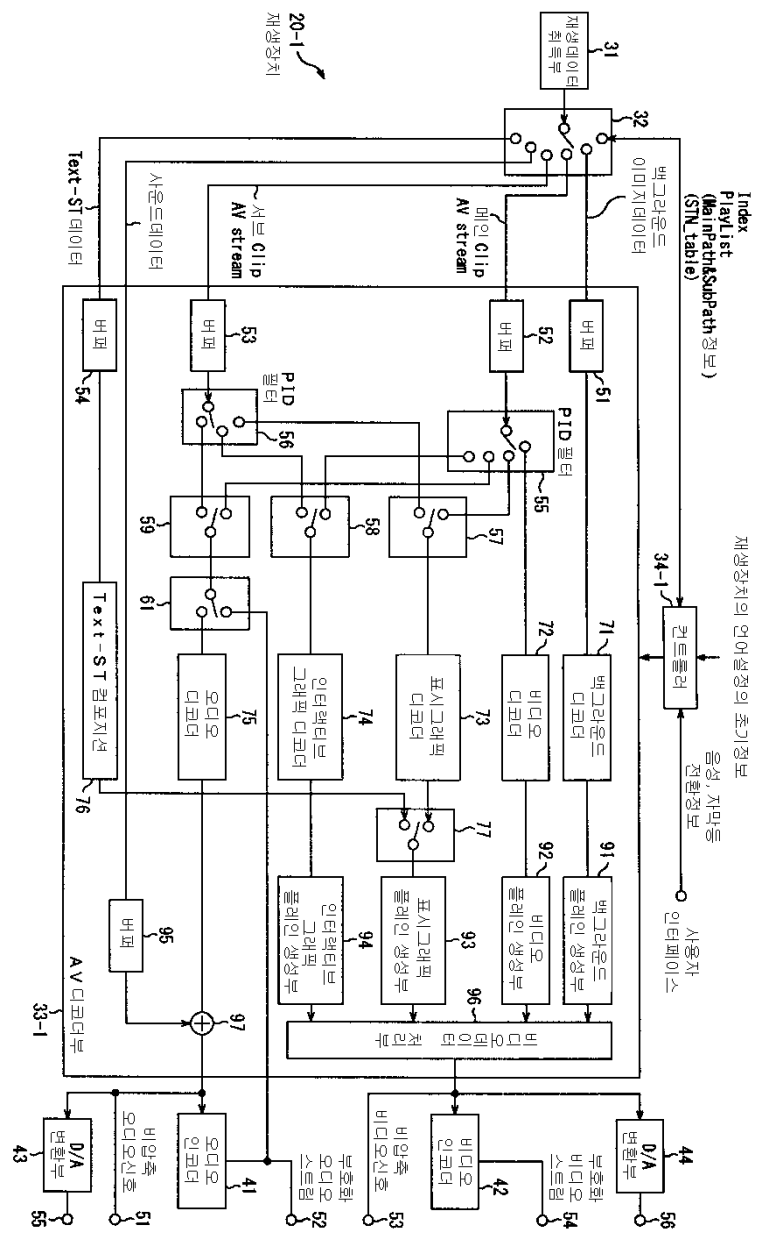 20-1
재생장치
31
재생데이터
취득부
32
Index
PlayList
(MainPath&SubPath 정보)
(STN_table)
백그라운드
이미지데이터
메인 Clip
AV stream
서브 Clip
AV stream
사운드데이터
Text-ST데이터
재생장치의 언어설정의 초기정보
34-1
컨트롤러
음성, 자막등
전환정보
사용자
인터페이스
버퍼
51
버퍼
52
버퍼
53
버퍼
54
PID
필터
55
PID
필터
56
57
58
59
61
71
백그라운드
디코더
72
비디오
디코더
73
표시그래픽
디코더
74
인터랙티브
그래픽 디코더
75
오디오
디코더
76
Text-ST컴포지션
77
91
백그라운드
플레인 생성부
92
비디오
플레인 생성부
93
표시그래픽
플레인 생성부
94
인터랙티브
그래픽
플레인 생성부
95
버퍼
96
비디오데이터 처리부
97
AV디코더부
33-1
44
D/A
변환부
56
부호화
비디오
스트림
54
비디오
인코더
42
비압축
비디오신호
53
부호화
오디오
스트림
52
오디오
인코더
41
비압축
오디오신호
51
D/A
변환부
43
55